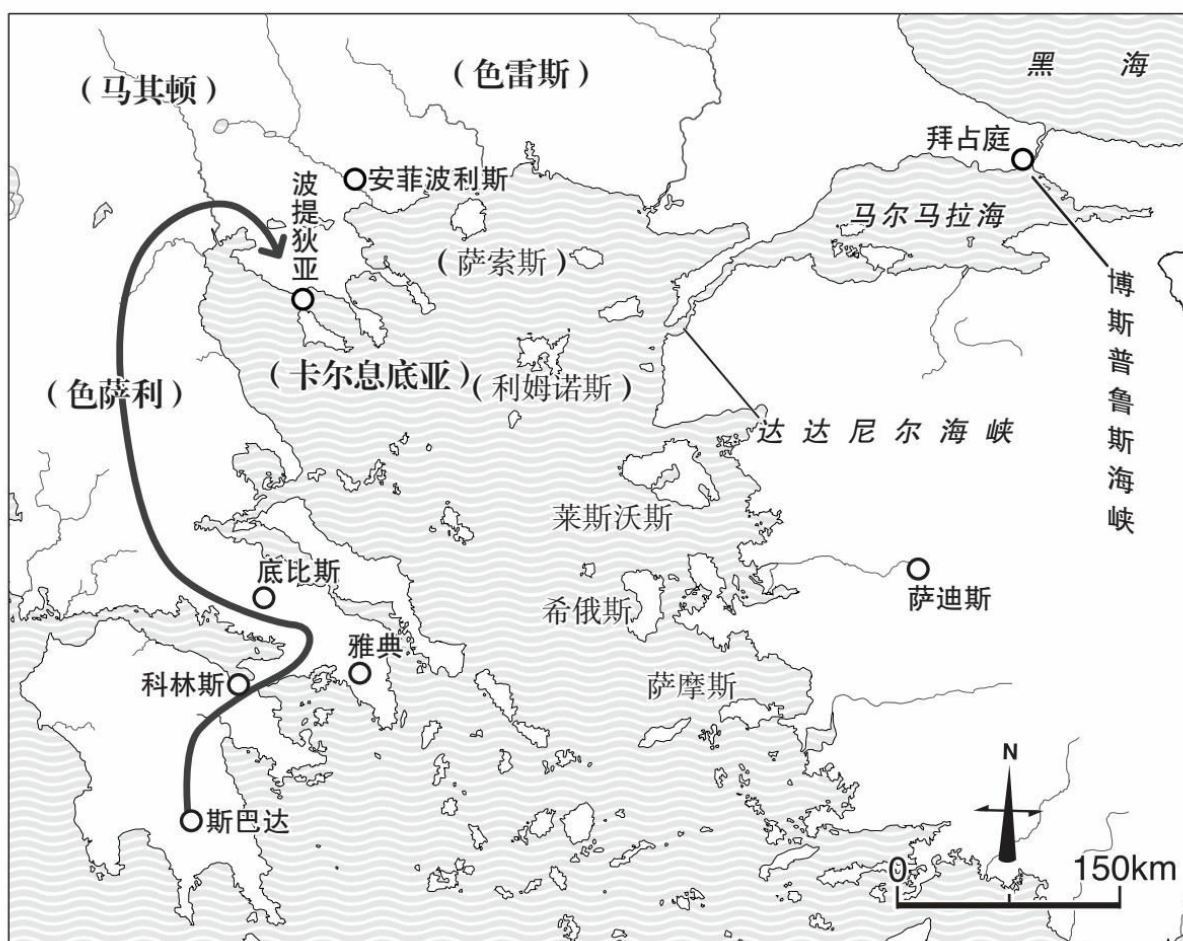 黑海
（色雷斯）
（马其顿）
拜占庭
安菲波利斯
波提狄亚
马尔马拉海
（萨索斯）
博斯普鲁斯海峡
（卡尔息底亚）
（利姆诺斯）
（色萨利）
达达尼尔海峡
莱斯沃斯
底比斯
萨迪斯
希俄斯
雅典
科林斯
萨摩斯
N
斯巴达
0 150km